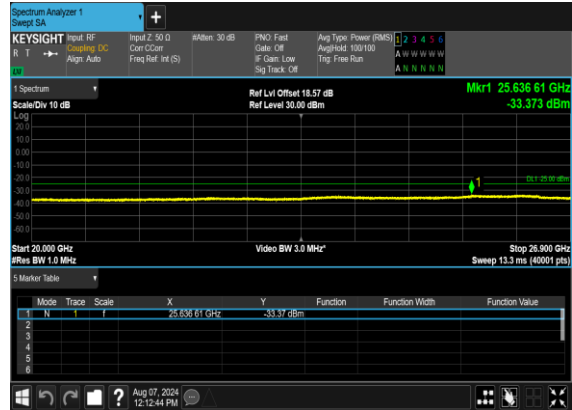 Spectrum Analyzer 1
Swept SA
+
KEYSIGHT Input: RF Input Z: 50 Ω #Atten: 30 dB PNO: Fast Avg Type: Power (RMS) 1 2 3 4 5 6
R T Coupling: DC Corr CCorr Gate: Off Avg|Hold: 100/100 A W W W W W
Align: Auto Freq Ref: Int (S) IF Gain: Low Trig: Free Run
Sig Track: Off A N N N N N
1 Spectrum Ref Lvl Offset 18.57 dB Mkr1 25.636 61 GHz
Scale/Div 10 dB Ref Level 30.00 dBm -33.373 dBm
Log
20.0
10.0
0.00
-10.0
-20.0
-30.0
-40.0
-50.0
-60.0
1
DL1 -25.00 dBm
Start 20.000 GHz Video BW 3.0 MHz* Stop 26.900 GHz
#Res BW 1.0 MHz Sweep 13.3 ms (40001 pts)
5 Marker Table
Mode Trace Scale X Y Function Function Width Function Value
1 N 1 f 25.636 61 GHz -33.37 dBm
2
3
4
5
6
? Aug 07, 2024
12:12:44 PM